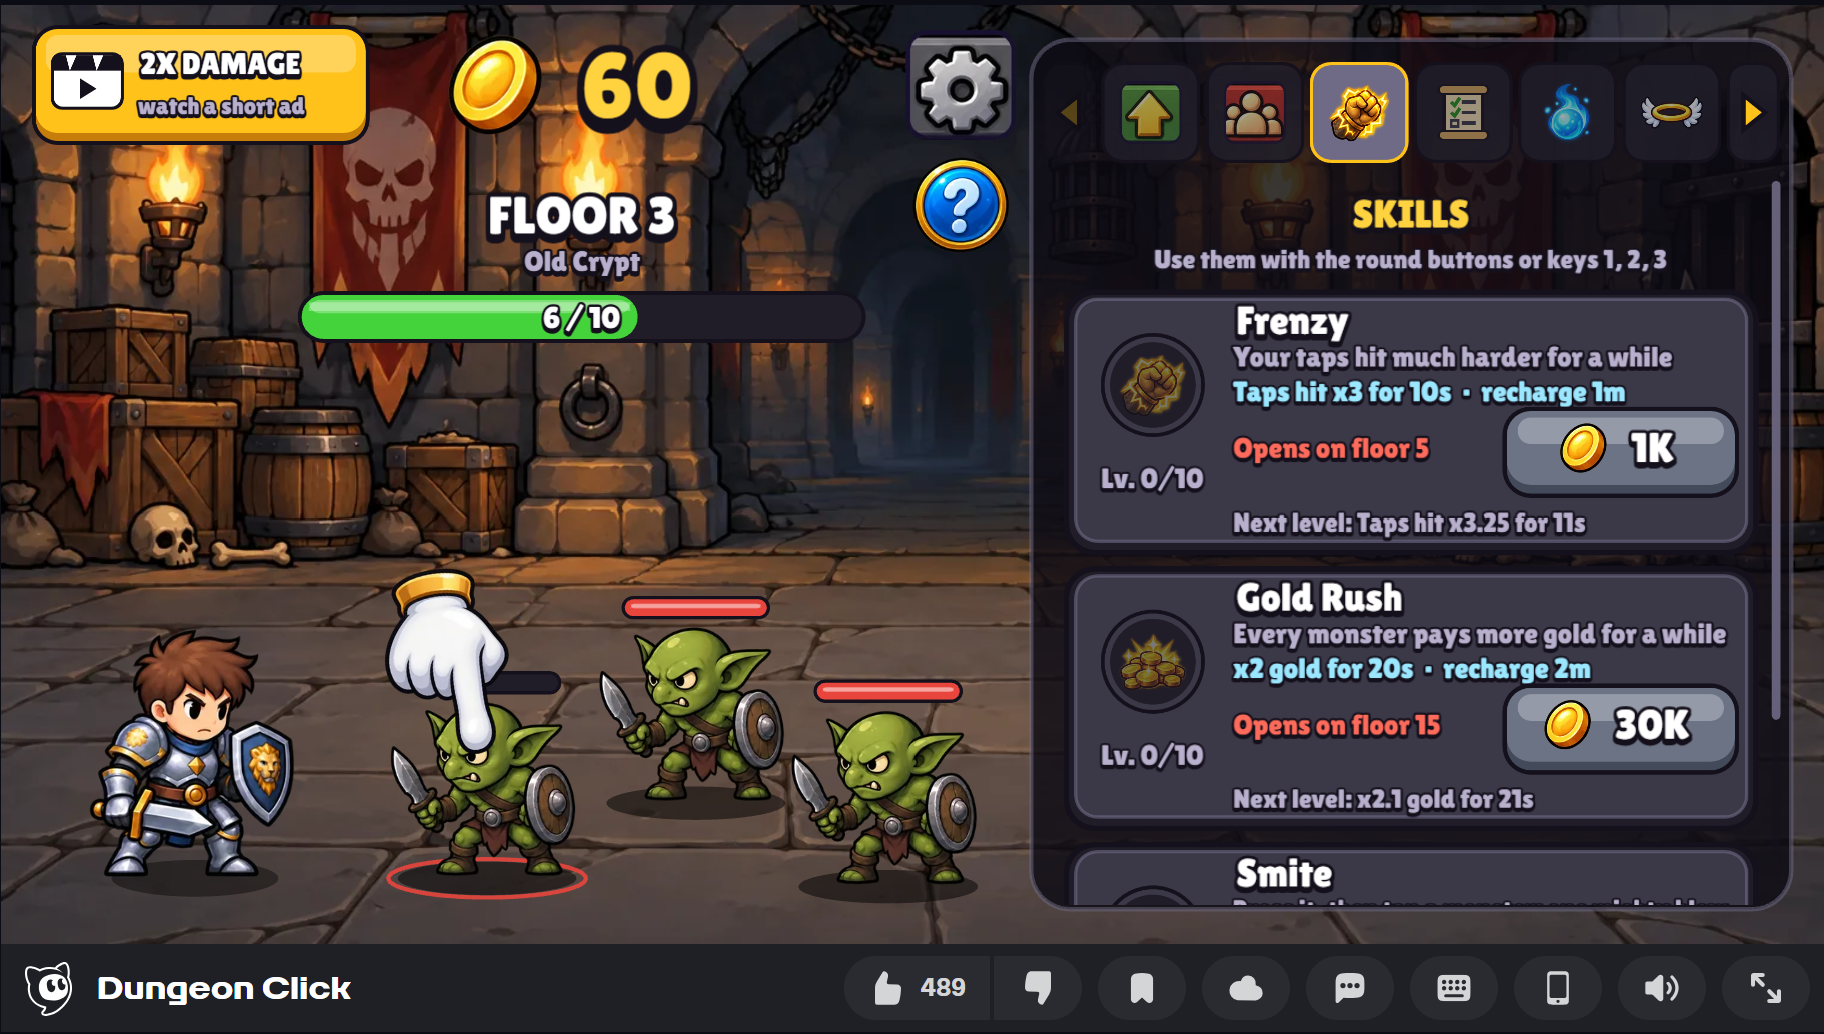 2X DAMAGE
watch a short ad
60
FLOOR 3
Old Crypt
6/10
SKILLS
Use them with the round buttons or keys 1, 2, 3
Frenzy
Your taps hit much harder for a while
Taps hit x3 for 10s · recharge 1m
Opens on floor 5
1K
Lv. 0/10
Next level: Taps hit x3.25 for 11s
Gold Rush
Every monster pays more gold for a while
x2 gold for 20s · recharge 2m
Opens on floor 15
30K
Lv. 0/10
Next level: x2.1 gold for 21s
Smite
Dungeon Click
489